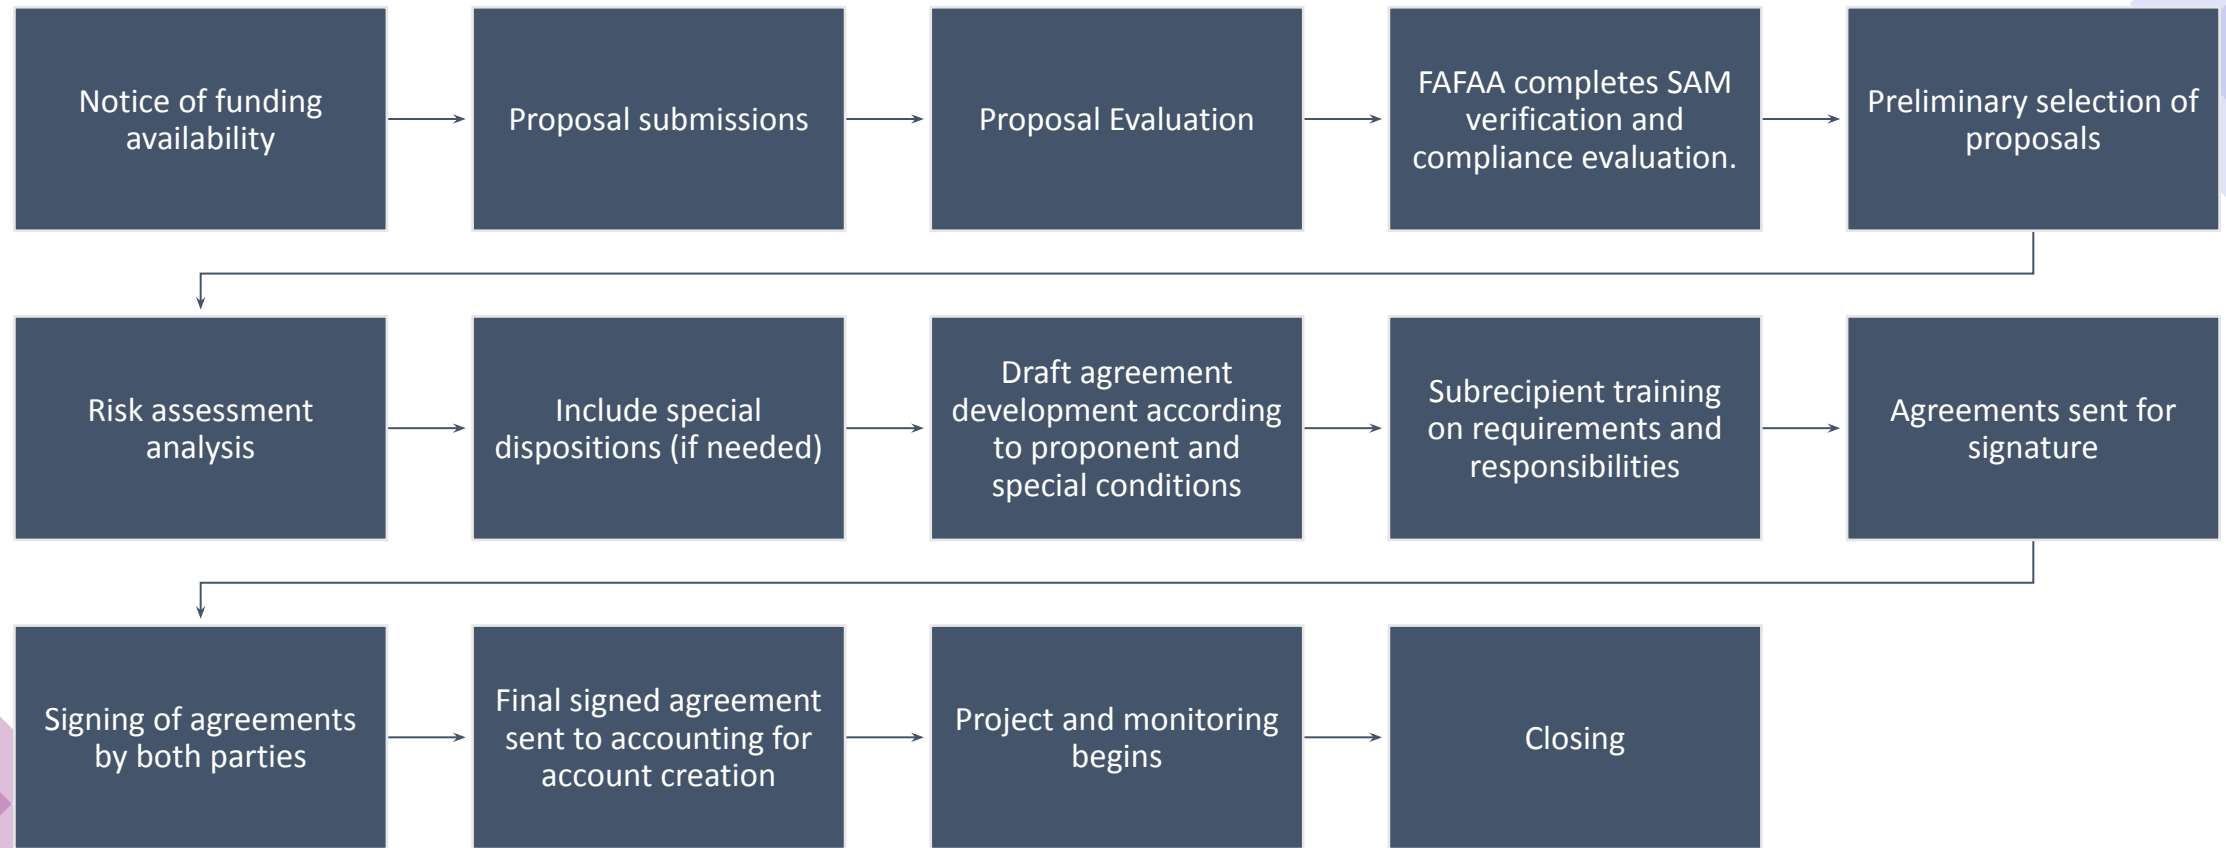 Notice of funding
availability
Proposal submissions
Proposal Evaluation
FAFAA completes SAM
verification and
compliance evaluation.
Preliminary selection of
proposals
Risk assessment
analysis
Include special
dispositions (if needed)
Draft agreement
development according
to proponent and
special conditions
Subrecipient training
on requirements and
responsibilities
Agreements sent for
signature
Signing of agreements
by both parties
Final signed agreement
sent to accounting for
account creation
Project and monitoring
begins
Closing